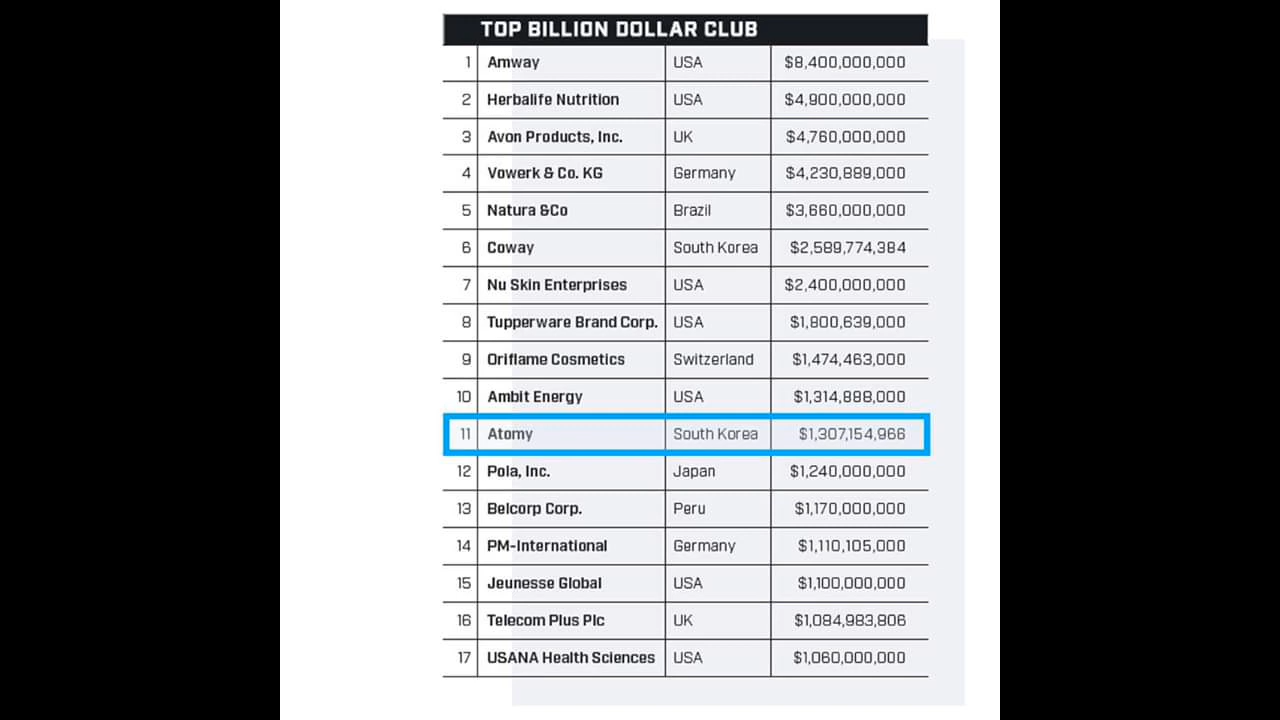 TOP BILLION DOLLAR CLUB
1 Amway USA $8,400,000,000
2 Herbalife Nutrition USA $4,900,000,000
3 Avon Products, Inc. UK $4,760,000,000
4 Vowerk & Co. KG Germany $4,230,889,000
5 Natura &Co Brazil $3,660,000,000
6 Coway South Korea $2,589,774,384
7 Nu Skin Enterprises USA $2,400,000,000
8 Tupperware Brand Corp. USA $1,800,639,000
9 Oriflame Cosmetics Switzerland $1,474,463,000
10 Ambit Energy USA $1,314,888,000
11 Atomy South Korea $1,307,154,966
12 Pola, Inc. Japan $1,240,000,000
13 Belcorp Corp. Peru $1,170,000,000
14 PM-International Germany $1,110,105,000
15 Jeunesse Global USA $1,100,000,000
16 Telecom Plus Plc UK $1,084,983,806
17 USANA Health Sciences USA $1,060,000,000